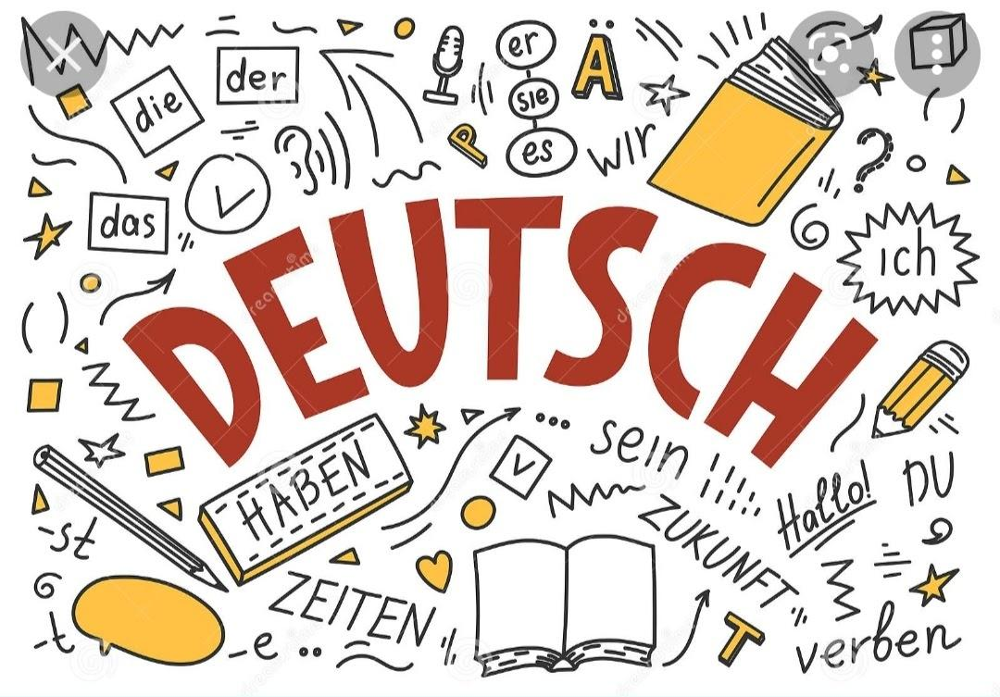 er
Ä
der
die
sie
P
es
wir
das
ich
DEUTSCH
sein
HABEN
DU
Hallo!
ZUKUNFT
-st
ZEITEN
-t
-e
T
verben